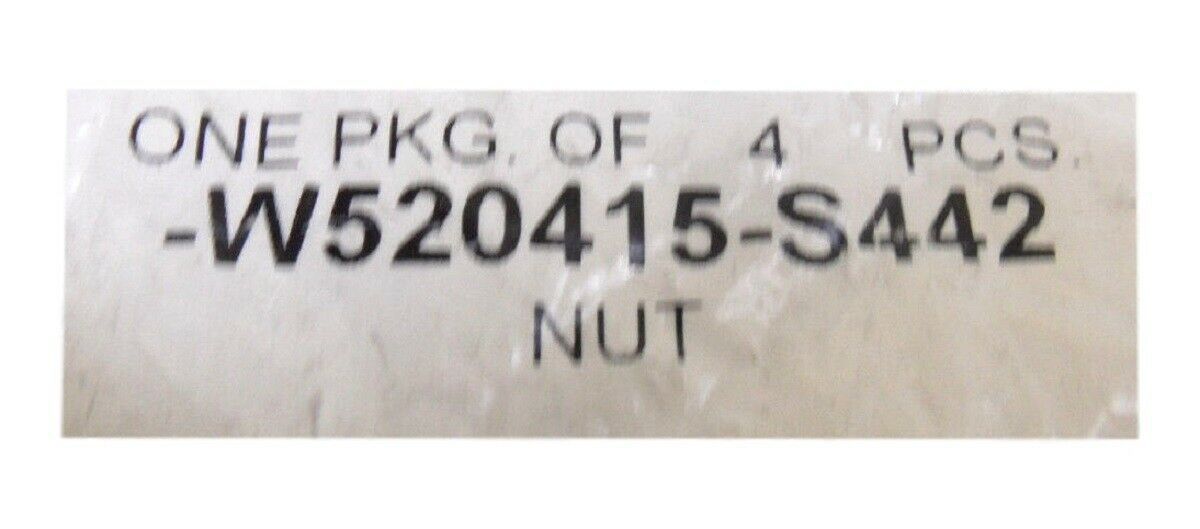 ONE PKG. OF 4 PCS.
-W520415-S442
NUT